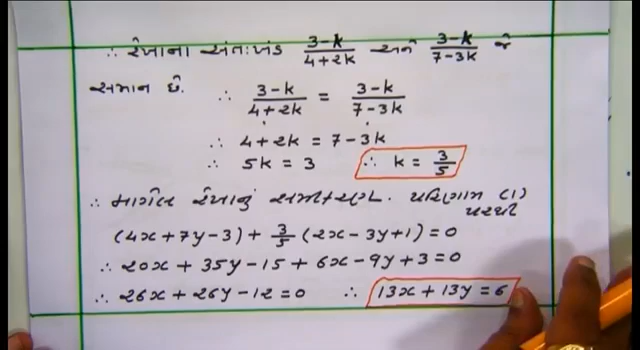 ∴ રેખાના અંતઃખંડ 3-k/4+2k અને 3-k/7-3k જે
સમાન છે. ∴ 3-k/4+2k = 3-k/7-3k
∴ 4+2k = 7-3k
∴ 5k = 3 ∴ k = 3/5
∴ માગેલ રેખાનું સમીકરણ. પરિણામ (1) પરથી
(4x+7y-3) + 3/5 (2x-3y+1) = 0
∴ 20x + 35y - 15 + 6x - 9y + 3 = 0
∴ 26x + 26y - 12 = 0 ∴ 13x + 13y = 6